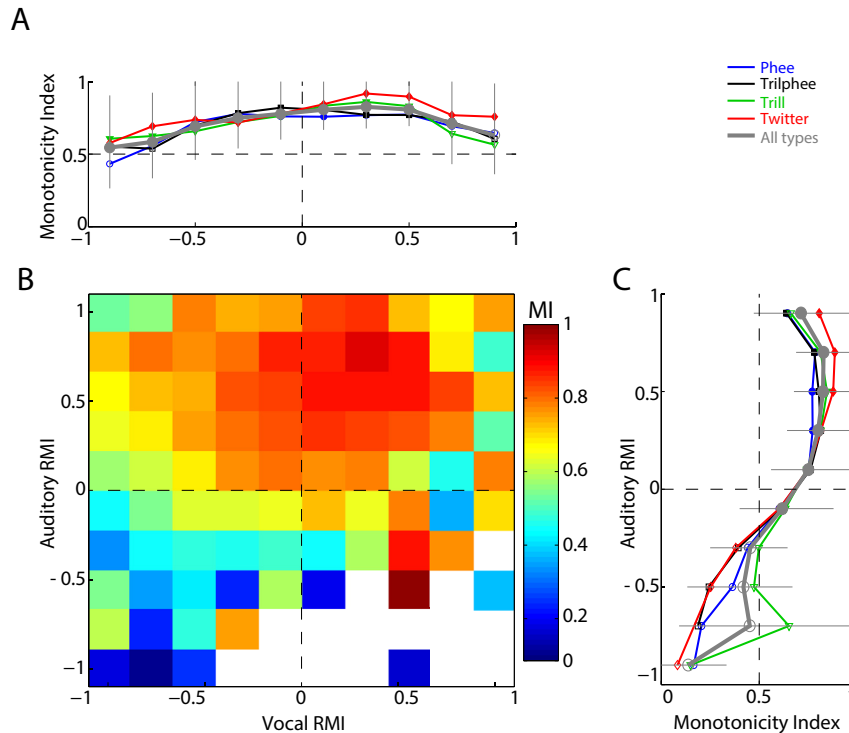 A
Monotonicity Index
1
0.5
0
−1
−0.5
0
0.5
1
Phee
Trilphee
Trill
Twitter
All types
B
Auditory RMI
1
0.5
0
- 0.5
−1
−1
−0.5
0
0.5
1
Vocal RMI
MI
1
0.8
0.6
0.4
0.2
0
C
Auditory RMI
1
0.5
0
- 0.5
−1
0
0.5
1
Monotonicity Index